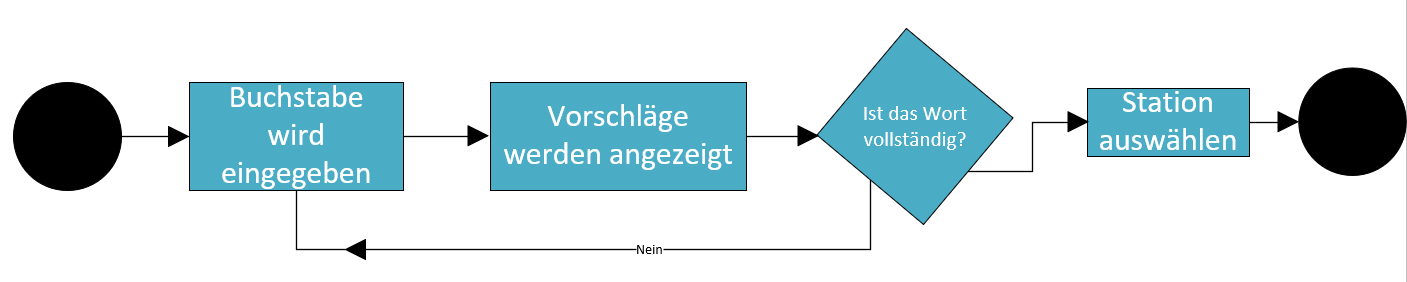 Buchstabe
wird
eingegeben
Vorschläge
werden angezeigt
Ist das Wort
vollständig?
Station
auswählen
Nein